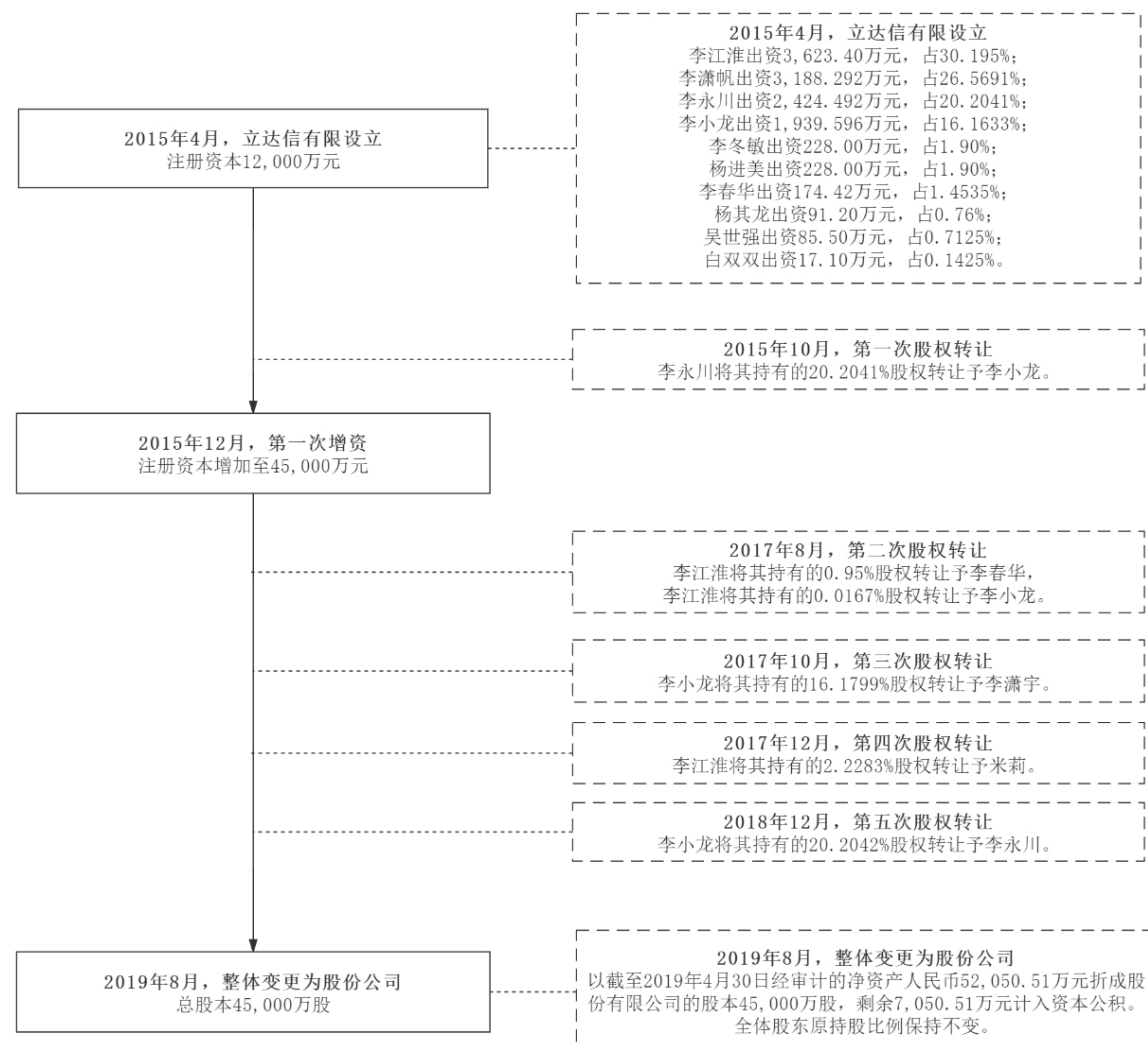 2015年4月，立达信有限设立
李江淮出资3,623.40万元，占30.195%；
李潇帆出资3,188.292万元，占26.5691%；
李永川出资2,424.492万元，占20.2041%；
李小龙出资1,939.596万元，占16.1633%；
李冬敏出资228.00万元，占1.90%；
杨进美出资228.00万元，占1.90%；
李春华出资174.42万元，占1.4535%；
杨其龙出资91.20万元，占0.76%；
吴世强出资85.50万元，占0.7125%；
白双双出资17.10万元，占0.1425%。
2015年4月，立达信有限设立
注册资本12,000万元
2015年10月，第一次股权转让
李永川将其持有的20.2041%股权转让予李小龙。
2015年12月，第一次增资
注册资本增加至45,000万元
2017年8月，第二次股权转让
李江淮将其持有的0.95%股权转让予李春华，
李江淮将其持有的0.0167%股权转让予李小龙。
2017年10月，第三次股权转让
李小龙将其持有的16.1799%股权转让予李潇宇。
2017年12月，第四次股权转让
李江淮将其持有的2.2283%股权转让予米莉。
2018年12月，第五次股权转让
李小龙将其持有的20.2042%股权转让予李永川。
2019年8月，整体变更为股份公司
总股本45,000万股
2019年8月，整体变更为股份公司
以截至2019年4月30日经审计的净资产人民币52,050.51万元折成股
份有限公司的股本45,000万股，剩余7,050.51万元计入资本公积。
全体股东原持股比例保持不变。